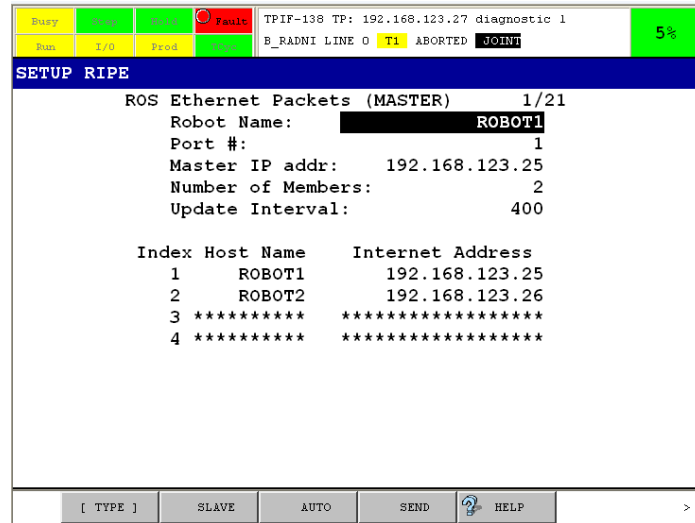 Busy Step Hold Fault TPIF-138 TP: 192.168.123.27 diagnostic 1
Run I/O Prod TCyc B_RADNI LINE 0 T1 ABORTED JOINT 5%
SETUP RIPE
ROS Ethernet Packets (MASTER) 1/21
Robot Name: ROBOT1
Port #: 1
Master IP addr: 192.168.123.25
Number of Members: 2
Update Interval: 400
Index Host Name Internet Address
1 ROBOT1 192.168.123.25
2 ROBOT2 192.168.123.26
3 ********** ******************
4 ********** ******************
[ TYPE ] SLAVE AUTO SEND HELP >